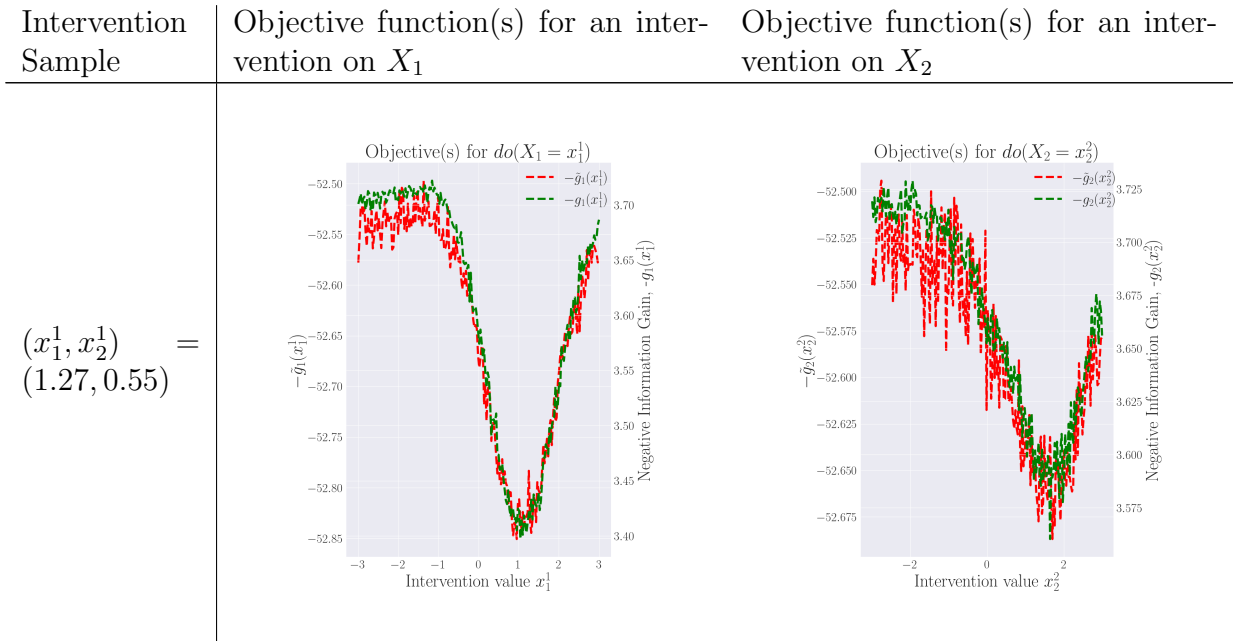 Intervention
Sample
Objective function(s) for an inter-
vention on X₁
Objective function(s) for an inter-
vention on X₂
(x₁¹, x₂¹) =
(1.27, 0.55)
Objective(s) for do(X₁ = x₁¹)
−g̃₁(x₁¹)
−g₁(x₁¹)
−52.50
−52.55
−52.60
−52.65
−52.70
−52.75
−52.80
−52.85
−g̃₁(x₁¹)
3.70
3.65
3.60
3.55
3.50
3.45
3.40
Negative Information Gain, -g₁(x₁¹)
−3 −2 −1 0 1 2 3
Intervention value x₁¹
Objective(s) for do(X₂ = x₂²)
−g̃₂(x₂²)
−g₂(x₂²)
−52.500
−52.525
−52.550
−52.575
−52.600
−52.625
−52.650
−52.675
−g̃₂(x₂²)
3.725
3.700
3.675
3.650
3.625
3.600
3.575
Negative Information Gain, -g₂(x₂²)
−2 0 2
Intervention value x₂²